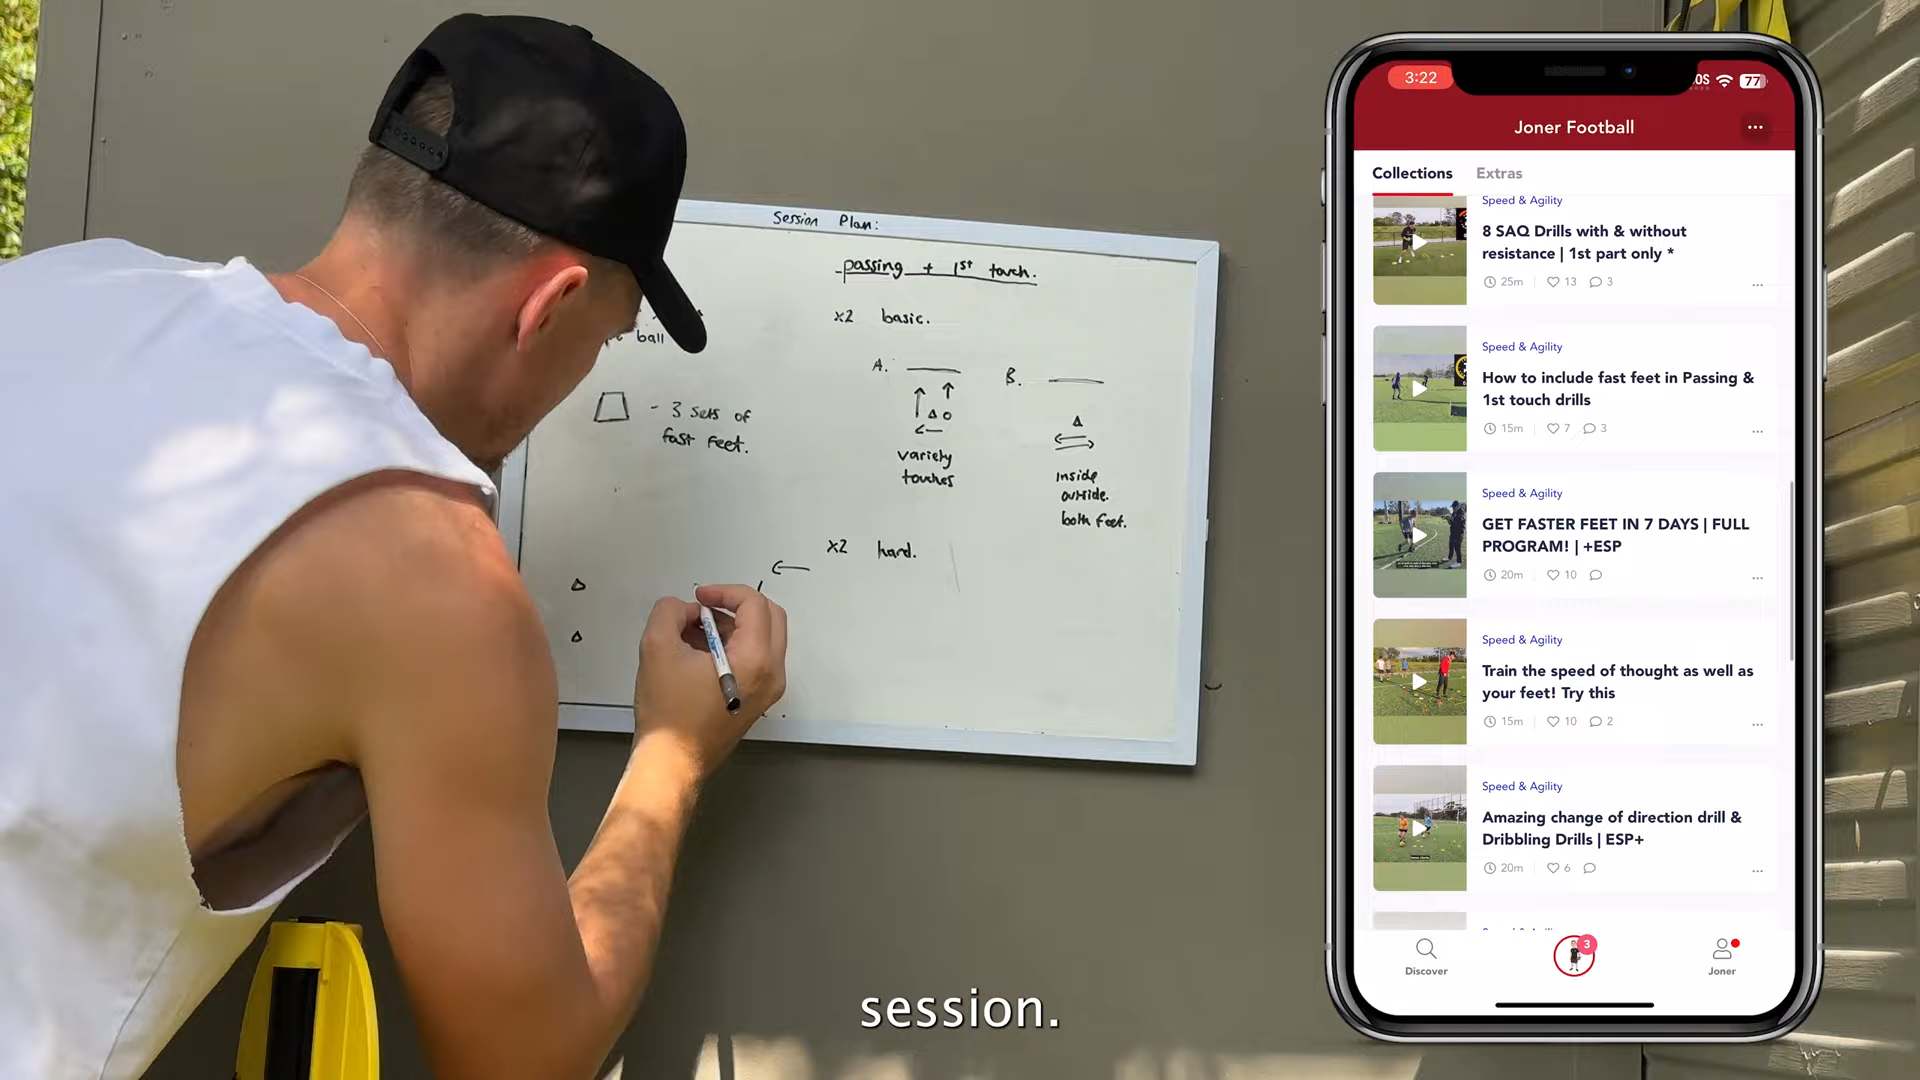 Session Plan:
- passing + 1st touch.
x2 basic.
ball
A.
B.
- 3 sets of
fast feet.
variety
touches
inside
outside.
both feet.
x2 hard.
session.
3:22
77
Joner Football
Collections
Extras
Speed & Agility
8 SAQ Drills with & without
resistance | 1st part only *
25m
13
3
Speed & Agility
How to include fast feet in Passing &
1st touch drills
15m
7
3
Speed & Agility
GET FASTER FEET IN 7 DAYS | FULL
PROGRAM! | +ESP
20m
10
Speed & Agility
Train the speed of thought as well as
your feet! Try this
15m
10
2
Speed & Agility
Amazing change of direction drill &
Dribbling Drills | ESP+
20m
6
3
Discover
Joner